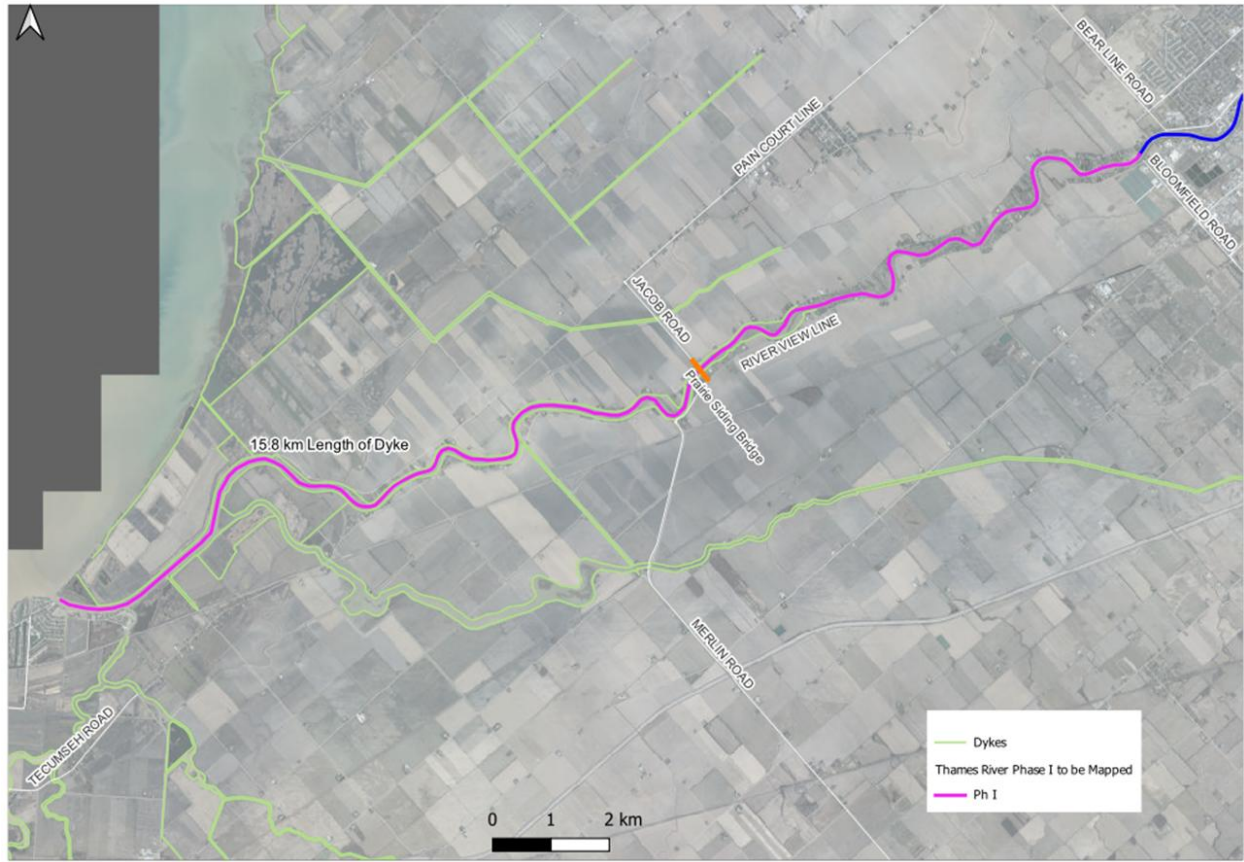 BEAR LINE ROAD
PAIN COURT LINE
BLOOMFIELD ROAD
JACOB ROAD
RIVER VIEW LINE
Prairie Siding Bridge
15.8 km Length of Dyke
MERLIN ROAD
TECUMSEH ROAD
Dykes
Thames River Phase I to be Mapped
Ph I
0 1 2 km